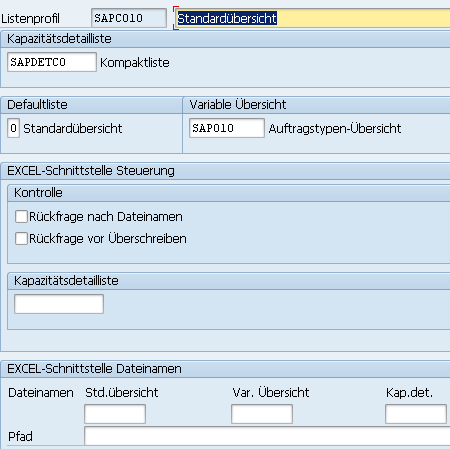 Listenprofil SAPC010 Standardübersicht
Kapazitätsdetailliste
SAPDETC0 Kompaktliste
Defaultliste Variable Übersicht
0 Standardübersicht SAP010 Auftragstypen-Übersicht
EXCEL-Schnittstelle Steuerung
Kontrolle
Rückfrage nach Dateinamen
Rückfrage vor Überschreiben
Kapazitätsdetailliste
EXCEL-Schnittstelle Dateinamen
Dateinamen Std.übersicht Var. Übersicht Kap.det.
Pfad